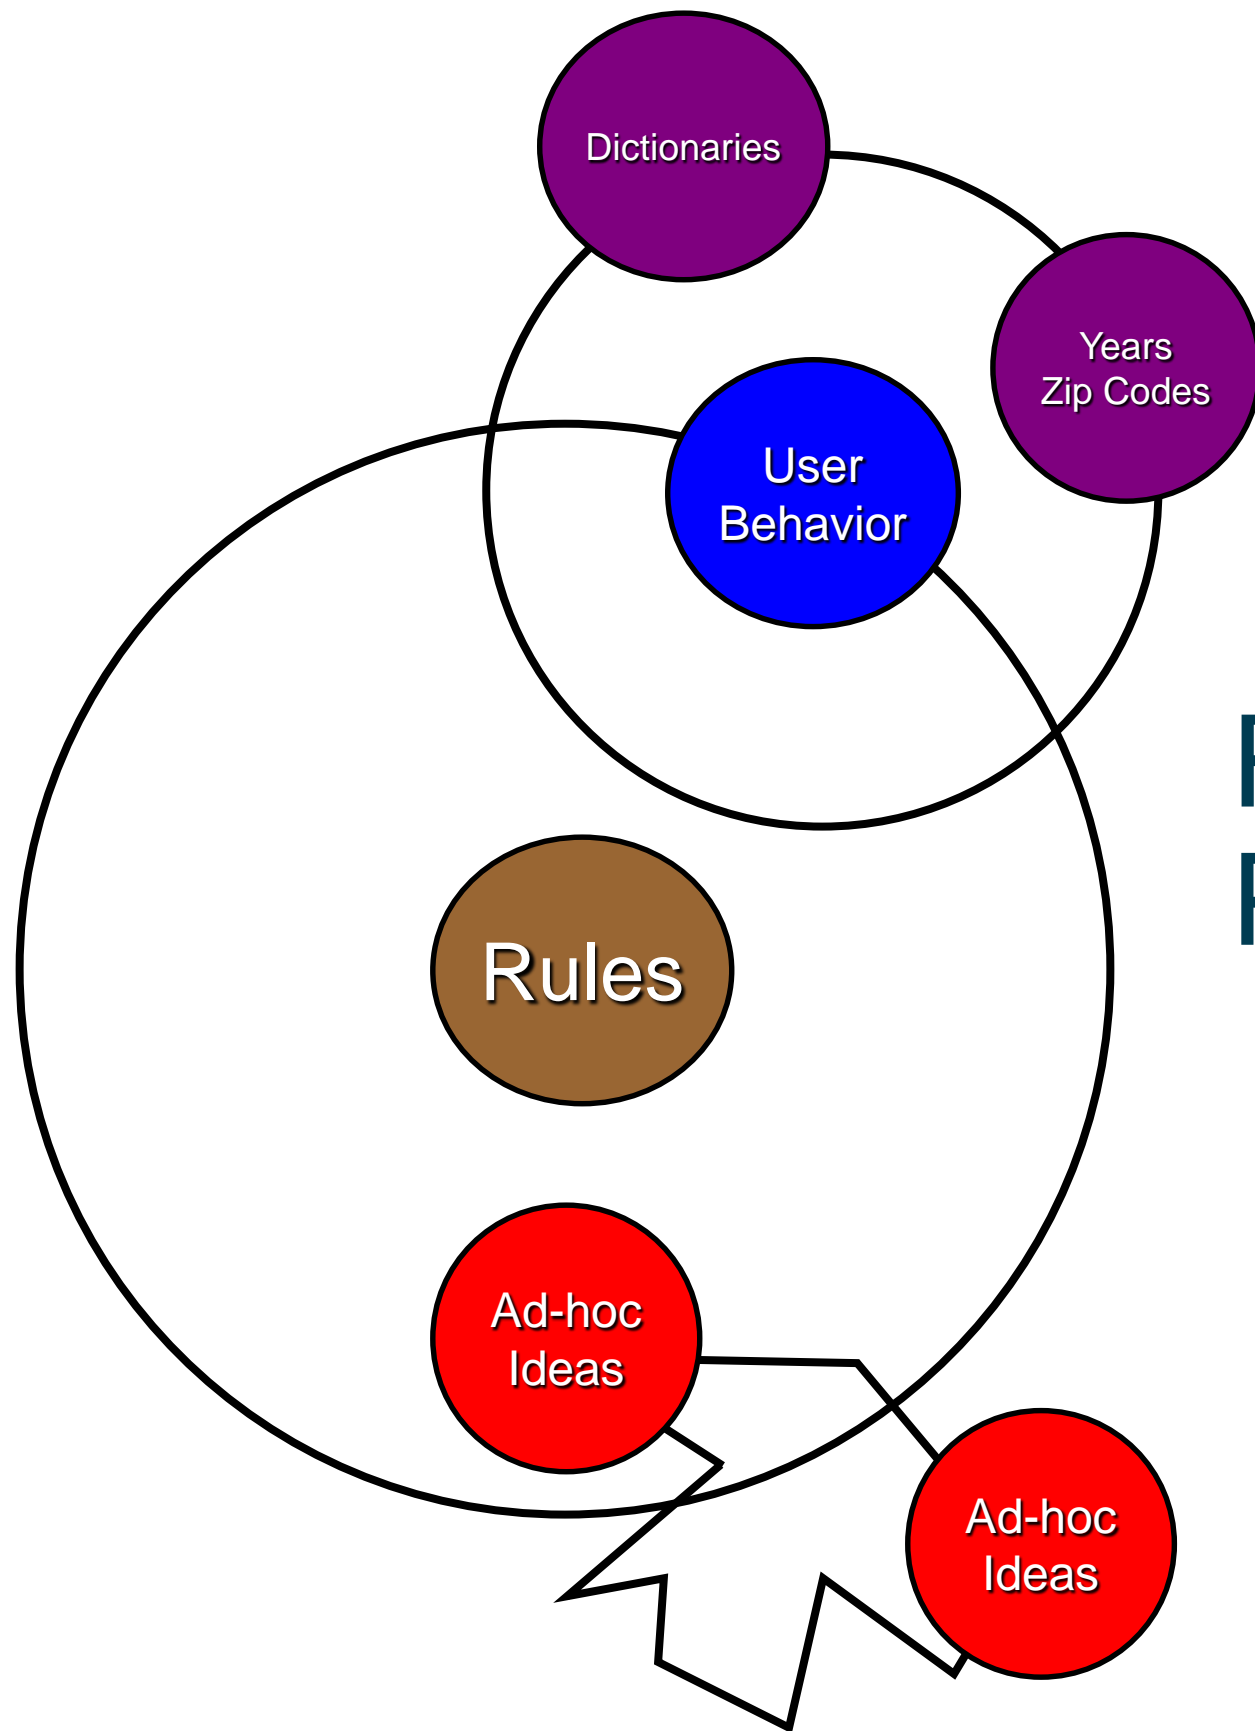 Dictionaries
Years
Zip Codes
User
Behavior
Rules
Ad-hoc
Ideas
Ad-hoc
Ideas